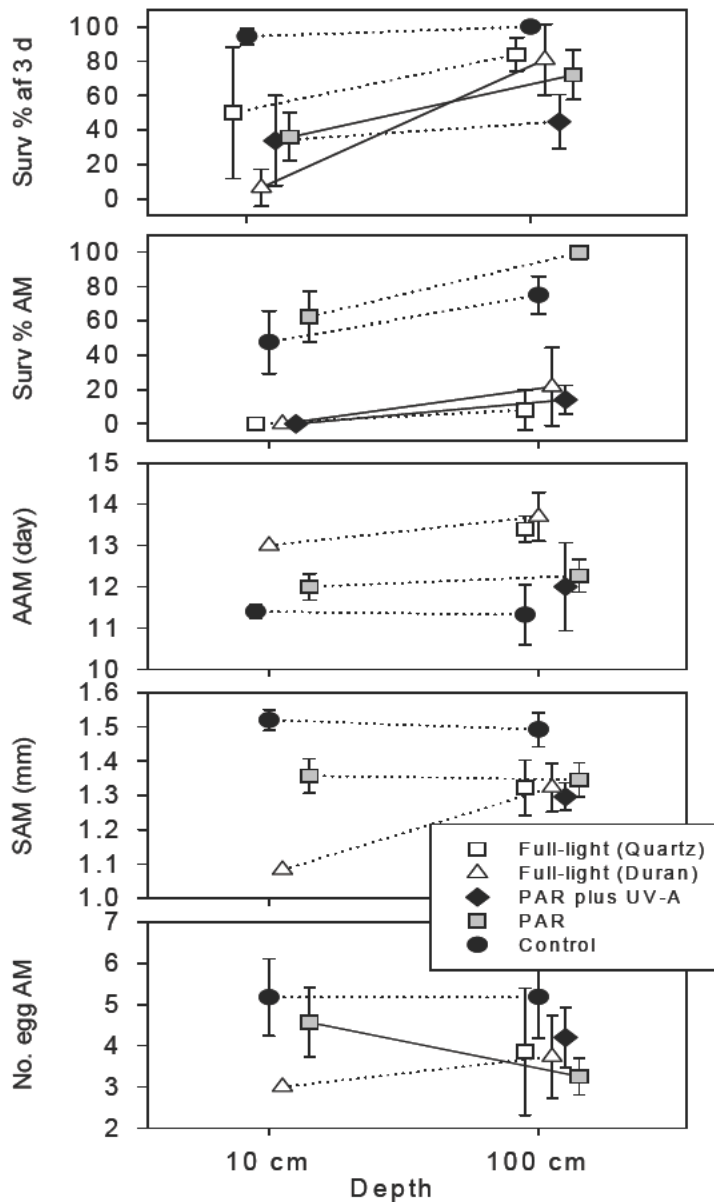 Surv % af 3 d
100
80
60
40
20
0
Surv % AM
100
80
60
40
20
0
AAM (day)
15
14
13
12
11
10
SAM (mm)
1.6
1.5
1.4
1.3
1.2
1.1
1.0
Full-light (Quartz)
Full-light (Duran)
PAR plus UV-A
PAR
Control
No. egg AM
7
6
5
4
3
2
10 cm 100 cm
Depth